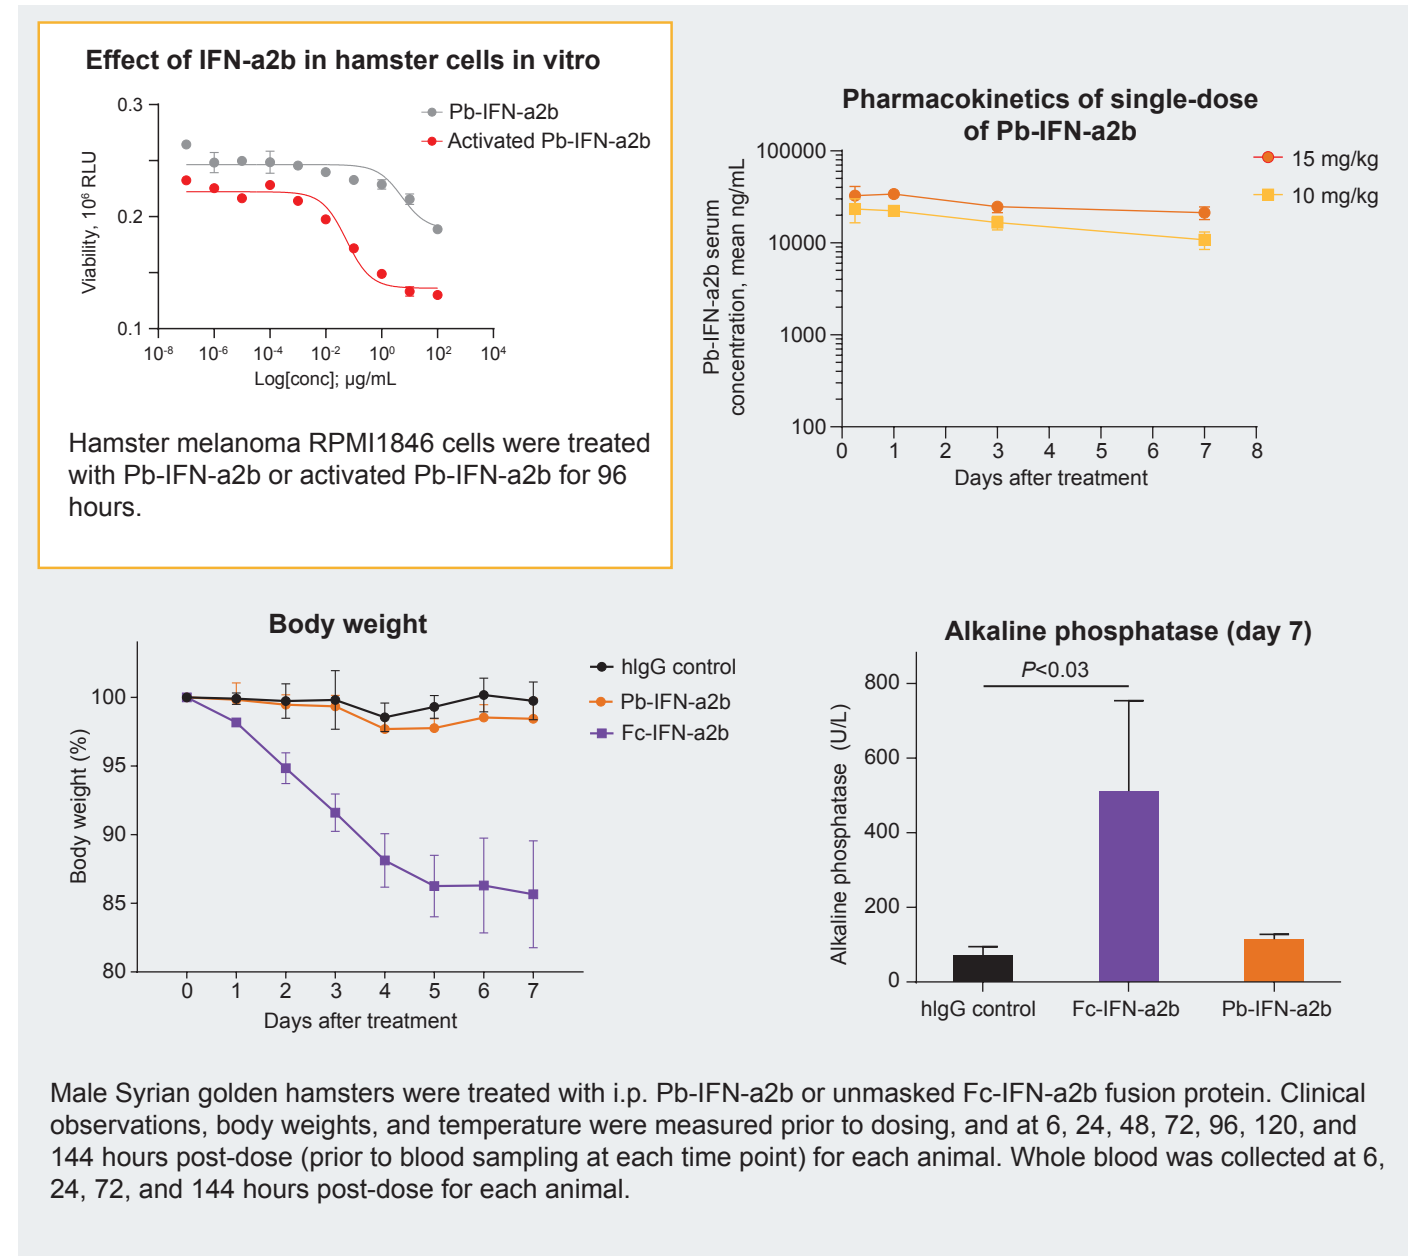 Effect of IFN-a2b in hamster cells in vitro
Pb-IFN-a2b
Activated Pb-IFN-a2b
Viability, 10⁶ RLU
0.3
0.2
0.1
10⁻⁸ 10⁻⁶ 10⁻⁴ 10⁻² 10⁰ 10² 10⁴
Log[conc]; µg/mL
Hamster melanoma RPMI1846 cells were treated
with Pb-IFN-a2b or activated Pb-IFN-a2b for 96
hours.
Pharmacokinetics of single-dose
of Pb-IFN-a2b
15 mg/kg
10 mg/kg
Pb-IFN-a2b serum
concentration, mean ng/mL
100000
10000
1000
100
0 1 2 3 4 5 6 7 8
Days after treatment
Body weight
hIgG control
Pb-IFN-a2b
Fc-IFN-a2b
Body weight (%)
100
95
90
85
80
0 1 2 3 4 5 6 7
Days after treatment
Alkaline phosphatase (day 7)
P<0.03
Alkaline phosphatase (U/L)
800
600
400
200
0
hIgG control Fc-IFN-a2b Pb-IFN-a2b
Male Syrian golden hamsters were treated with i.p. Pb-IFN-a2b or unmasked Fc-IFN-a2b fusion protein. Clinical
observations, body weights, and temperature were measured prior to dosing, and at 6, 24, 48, 72, 96, 120, and
144 hours post-dose (prior to blood sampling at each time point) for each animal. Whole blood was collected at 6,
24, 72, and 144 hours post-dose for each animal.